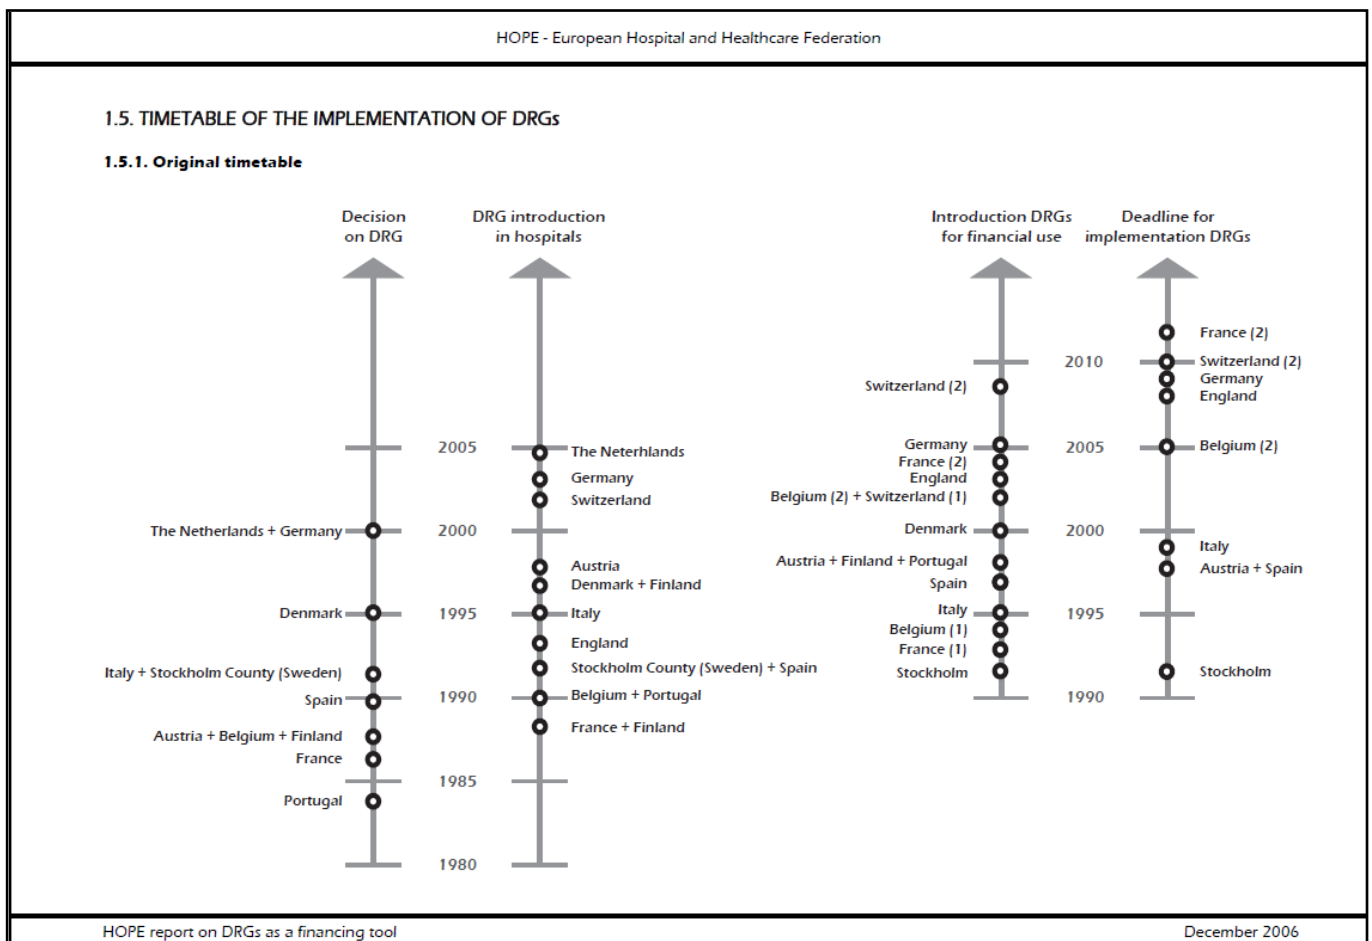 HOPE - European Hospital and Healthcare Federation
1.5. TIMETABLE OF THE IMPLEMENTATION OF DRGs
1.5.1. Original timetable
Decision
on DRG
DRG introduction
in hospitals
Introduction DRGs
for financial use
Deadline for
implementation DRGs
2005
2000
1995
1990
1985
1980
The Netherlands + Germany
Denmark
Italy + Stockholm County (Sweden)
Spain
Austria + Belgium + Finland
France
Portugal
The Neterhlands
Germany
Switzerland
Austria
Denmark + Finland
Italy
England
Stockholm County (Sweden) + Spain
Belgium + Portugal
France + Finland
2010
2005
2000
1995
1990
Switzerland (2)
Germany
France (2)
England
Belgium (2) + Switzerland (1)
Denmark
Austria + Finland + Portugal
Spain
Italy
Belgium (1)
France (1)
Stockholm
France (2)
Switzerland (2)
Germany
England
Belgium (2)
Italy
Austria + Spain
Stockholm
HOPE report on DRGs as a financing tool
December 2006